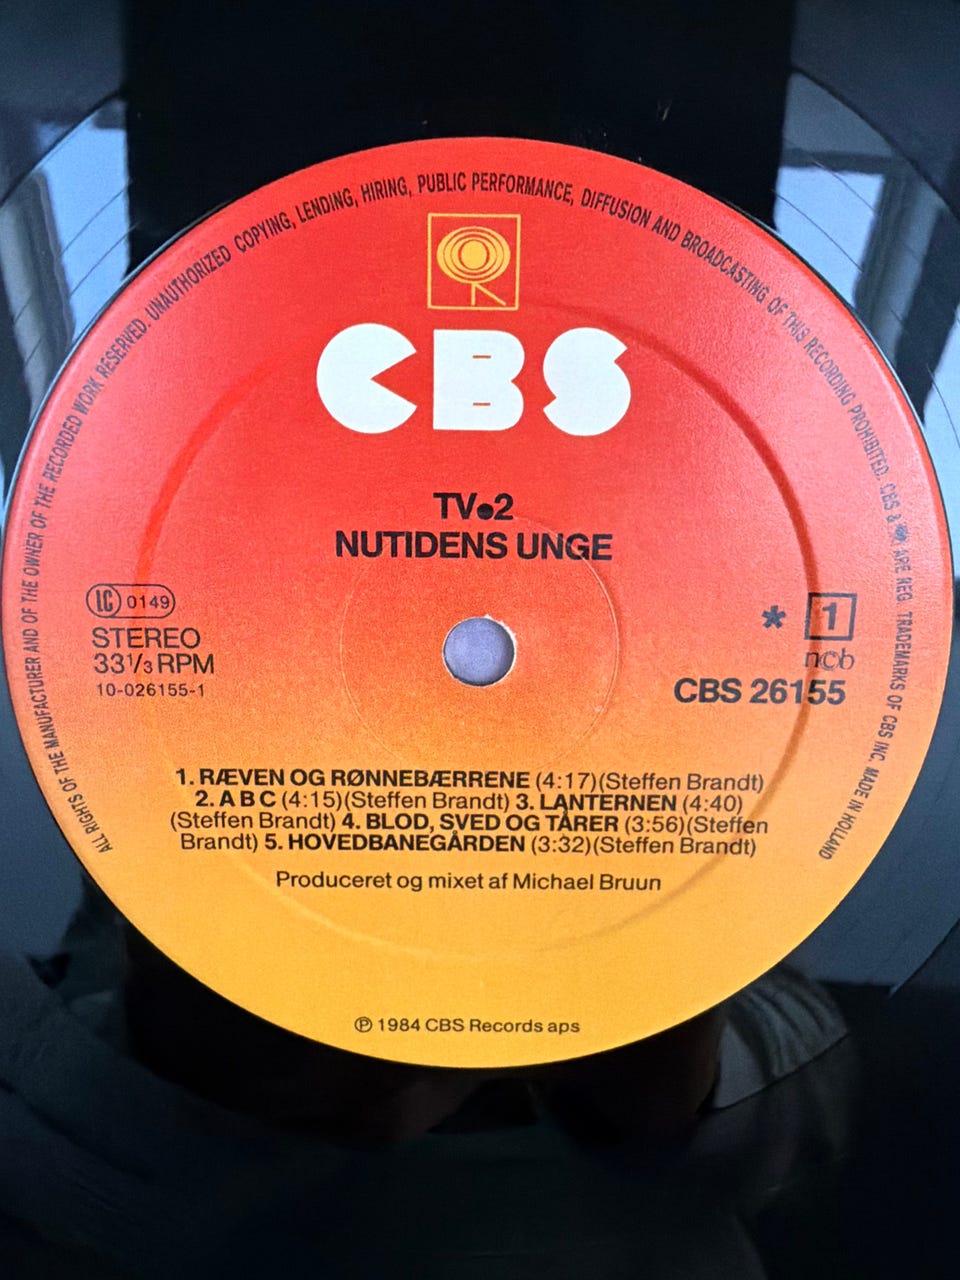 ALL RIGHTS OF THE MANUFACTURER AND OF THE OWNER OF THE RECORDED WORK RESERVED. UNAUTHORIZED COPYING, LENDING, HIRING, PUBLIC PERFORMANCE, DIFFUSION AND BROADCASTING OF THIS RECORDING PROHIBITED. CBS & ARE REG. TRADEMARKS OF CBS INC. MADE IN HOLLAND
CBS
TV•2
NUTIDENS UNGE
LC 0149
STEREO
33 1/3 RPM
10-026155-1
* 1
ncb
CBS 26155
1. RÆVEN OG RØNNEBÆRRENE (4:17)(Steffen Brandt)
2. A B C (4:15)(Steffen Brandt) 3. LANTERNEN (4:40)
(Steffen Brandt) 4. BLOD, SVED OG TÅRER (3:56)(Steffen
Brandt) 5. HOVEDBANEGÅRDEN (3:32)(Steffen Brandt)
Produceret og mixet af Michael Bruun
℗ 1984 CBS Records aps